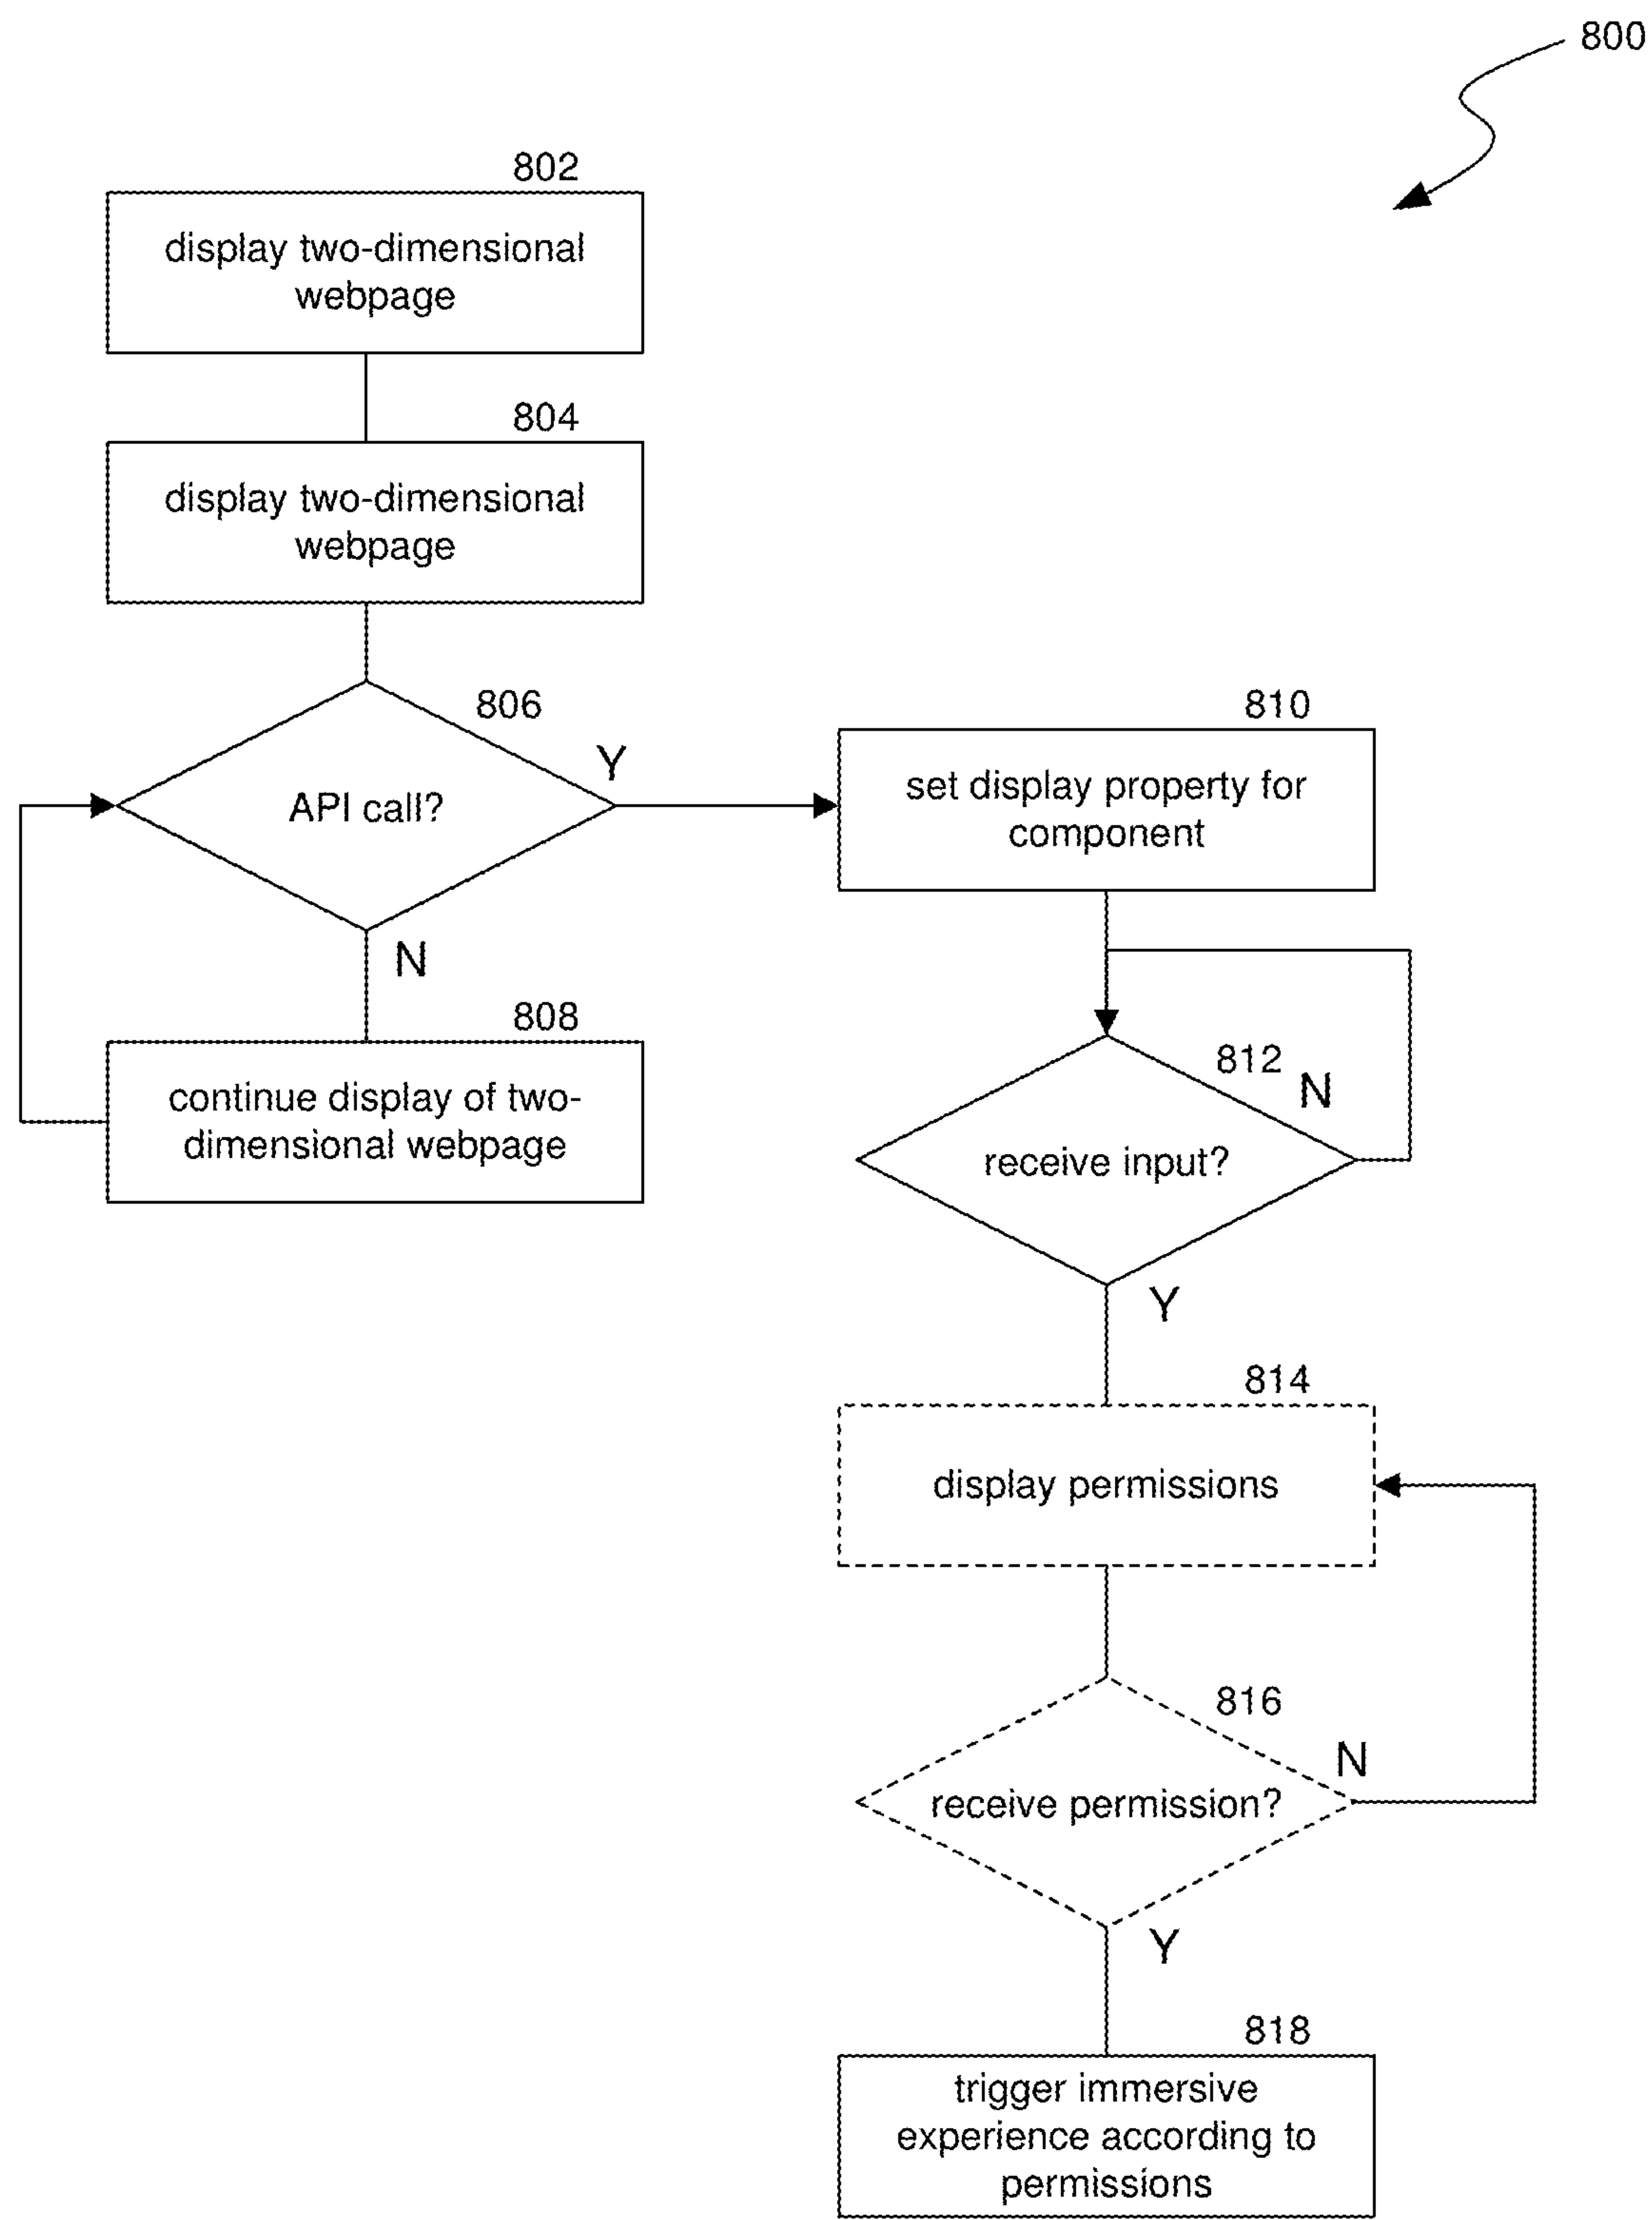 800
802
display two-dimensional
webpage
804
display two-dimensional
webpage
806
API call?
Y
N
808
continue display of two-
dimensional webpage
810
set display property for
component
812
N
receive input?
Y
814
display permissions
816
N
receive permission?
Y
818
trigger immersive
experience according to
permissions